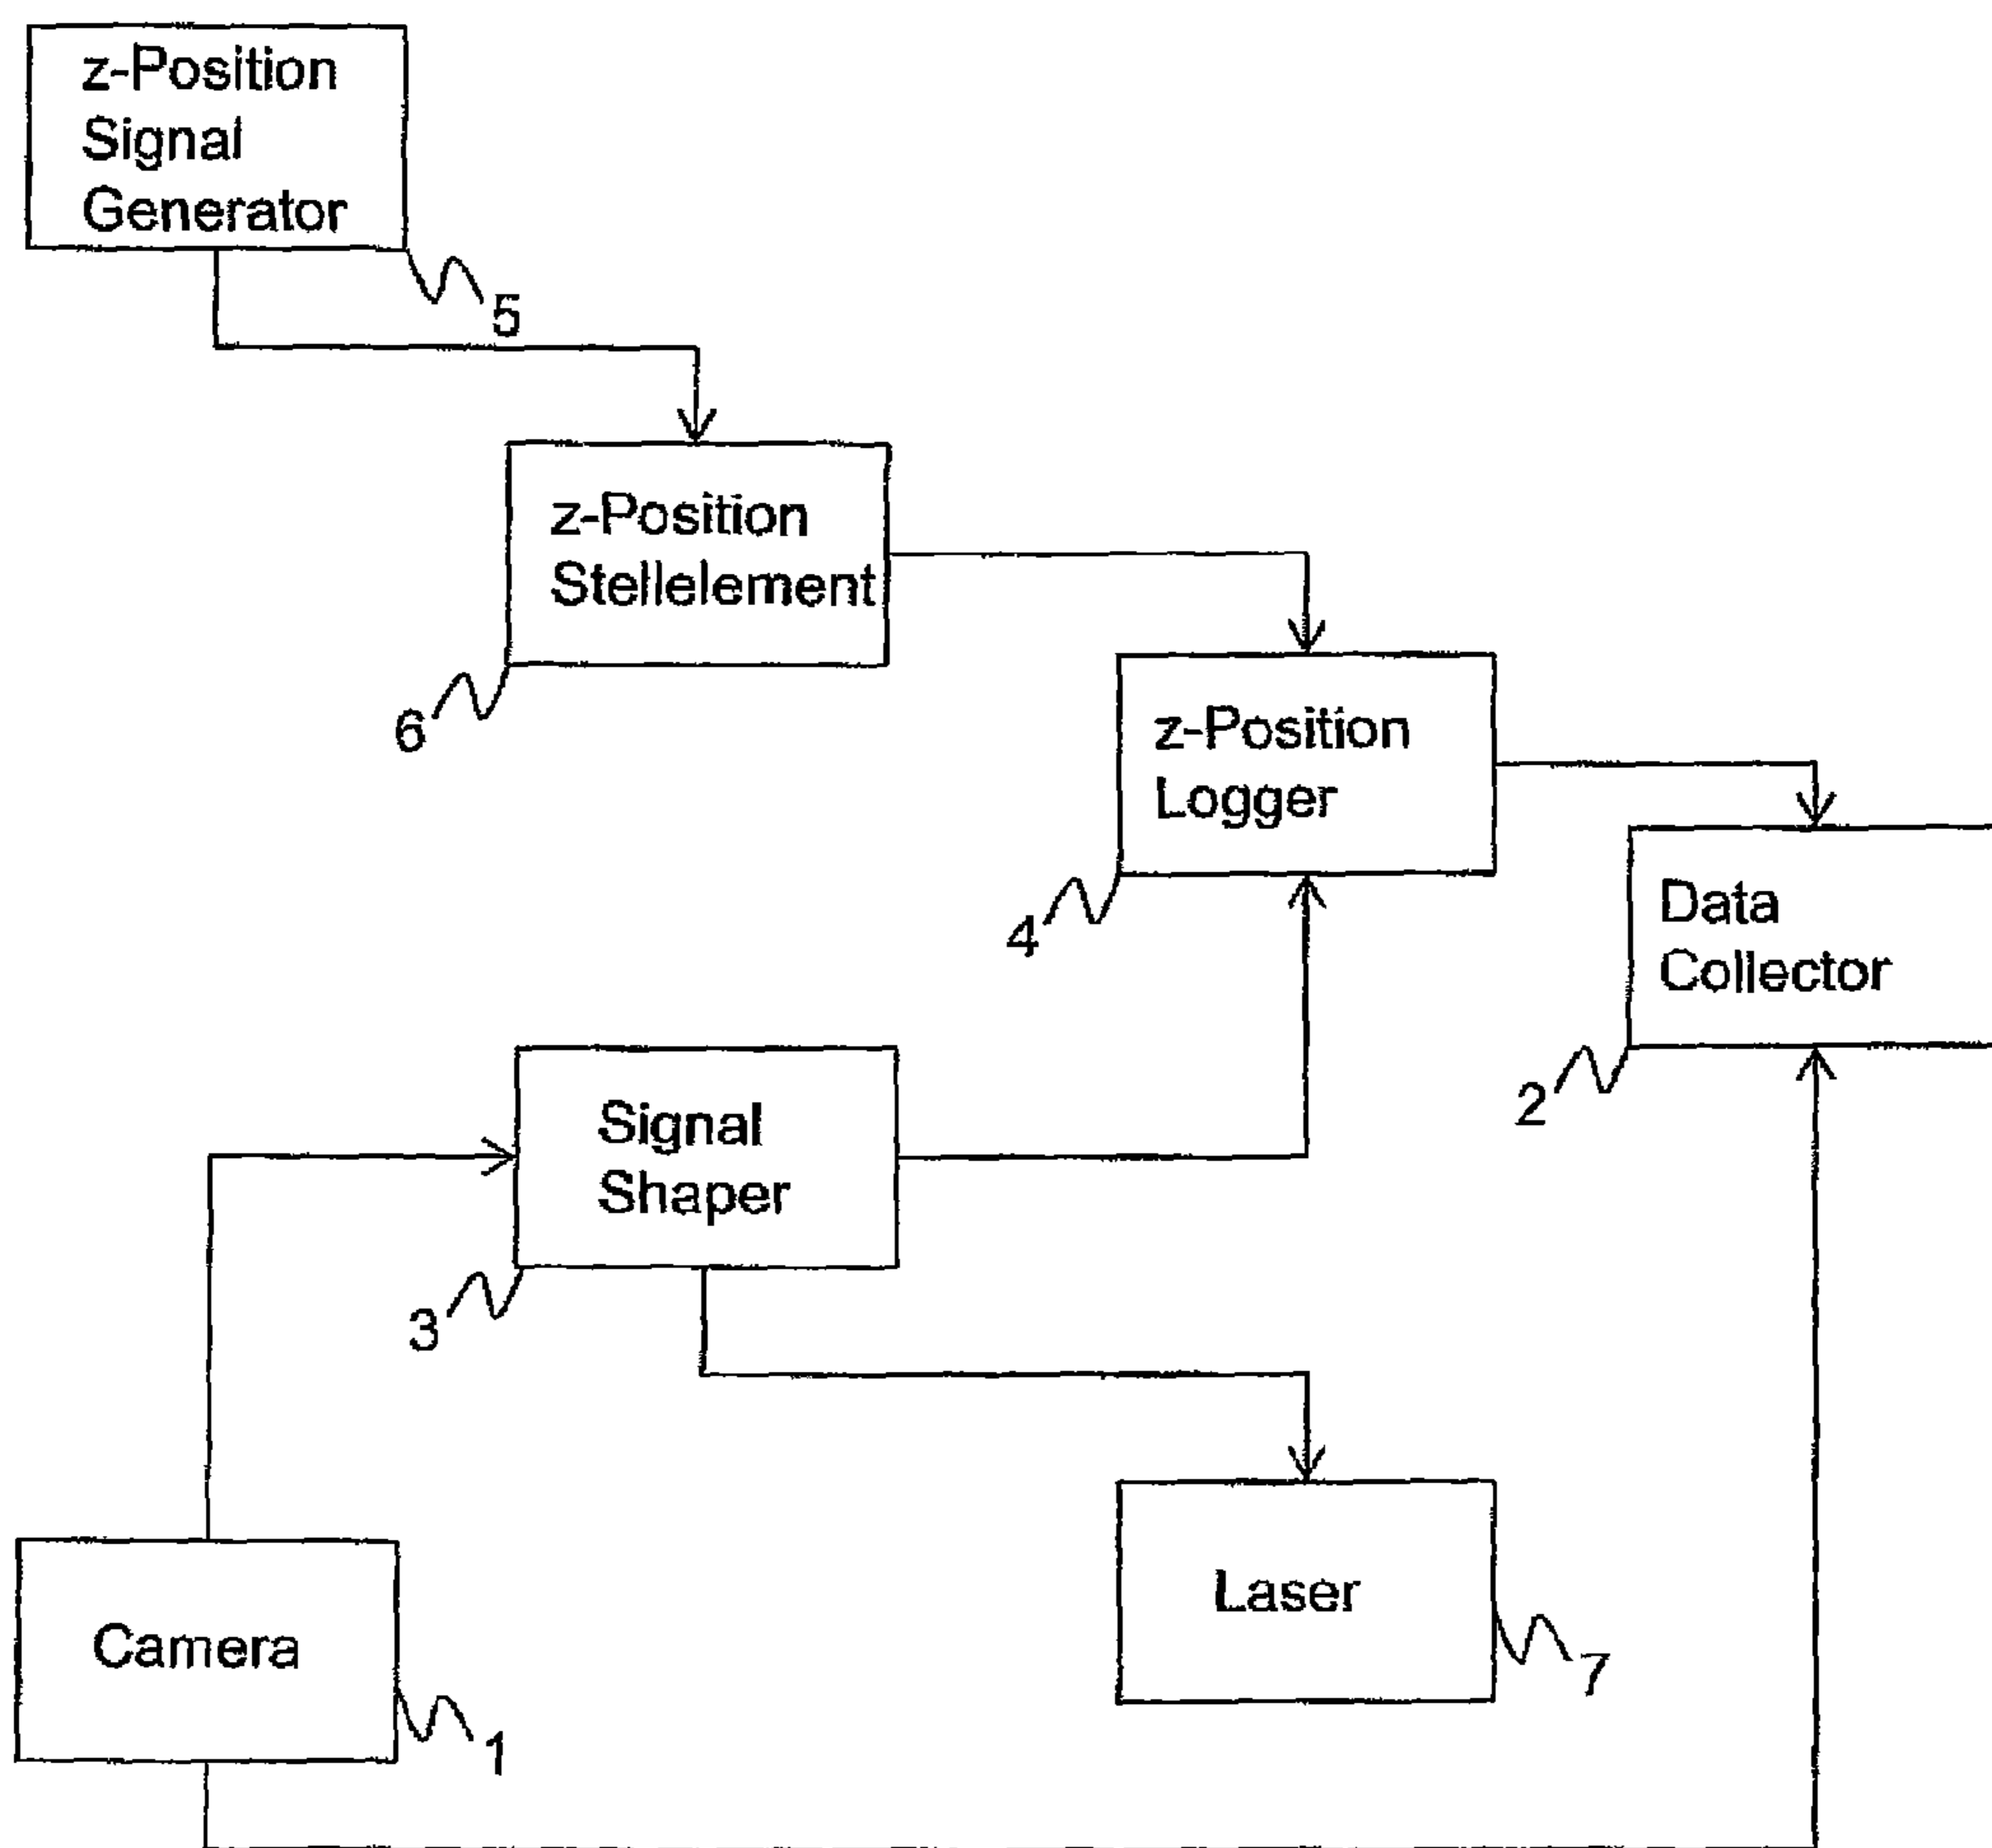 z-Position
Signal
Generator
5
z-Position
Stellelement
6
z-Position
Logger
4
Data
Collector
2
Signal
Shaper
3
Laser
7
Camera
1